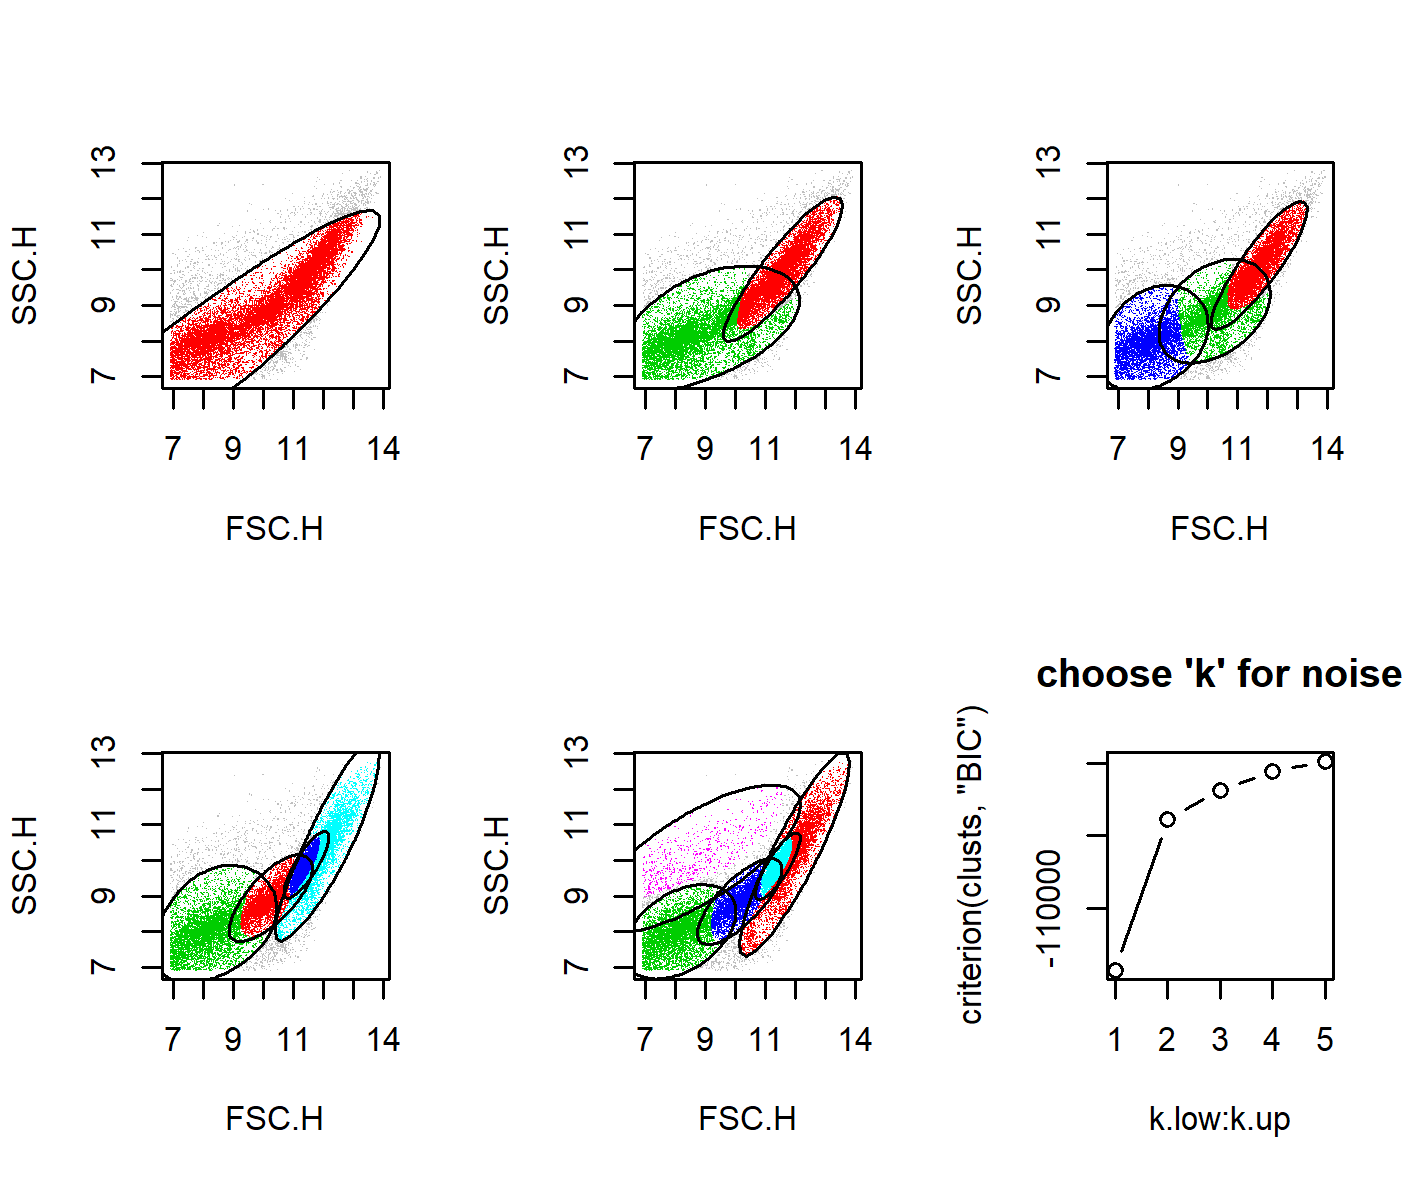 SSC.H
13
11
9
7
7 9 11 14
FSC.H
SSC.H
13
11
9
7
7 9 11 14
FSC.H
SSC.H
13
11
9
7
7 9 11 14
FSC.H
SSC.H
13
11
9
7
7 9 11 14
FSC.H
SSC.H
13
11
9
7
7 9 11 14
FSC.H
choose 'k' for noise
criterion(clusts, "BIC")
-110000
1 2 3 4 5
k.low:k.up